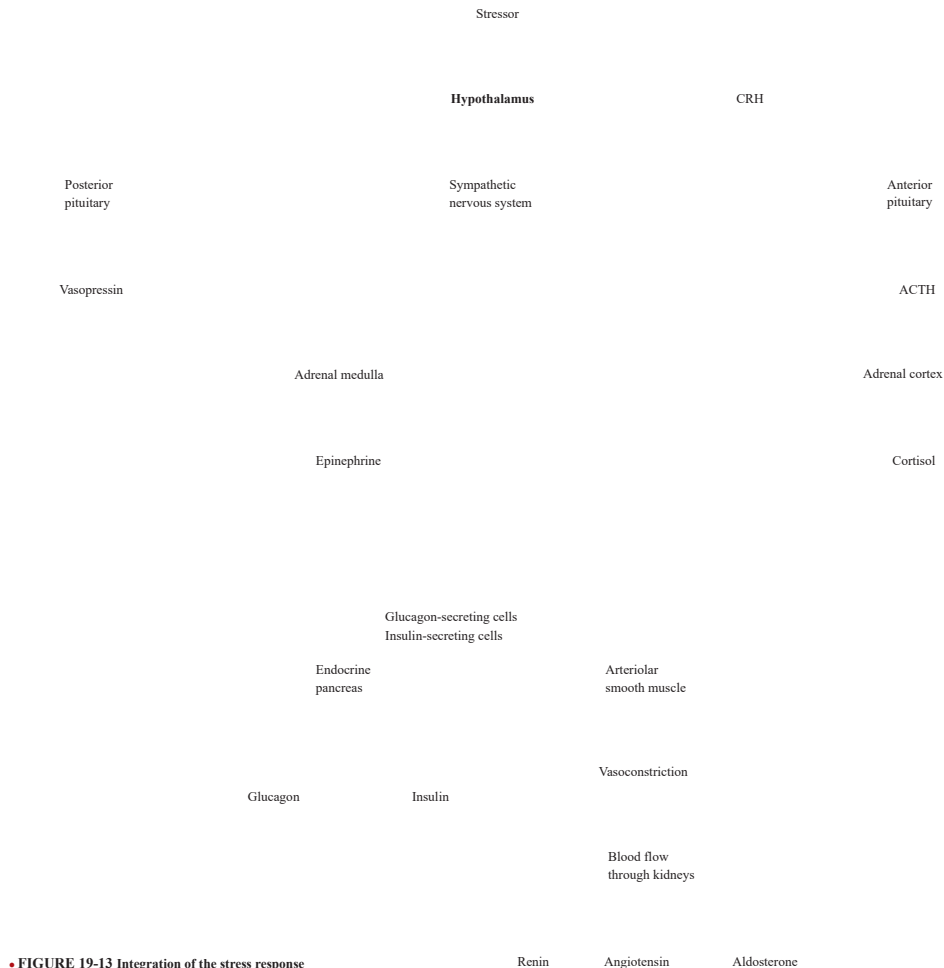 Stressor
Hypothalamus
CRH
Posterior
pituitary
Sympathetic
nervous system
Anterior
pituitary
Vasopressin
ACTH
Adrenal medulla
Adrenal cortex
Epinephrine
Cortisol
Glucagon-secreting cells
Insulin-secreting cells
Endocrine
pancreas
Arteriolar
smooth muscle
Vasoconstriction
Glucagon
Insulin
Blood flow
through kidneys
• FIGURE 19-13 Integration of the stress response
Renin
Angiotensin
Aldosterone